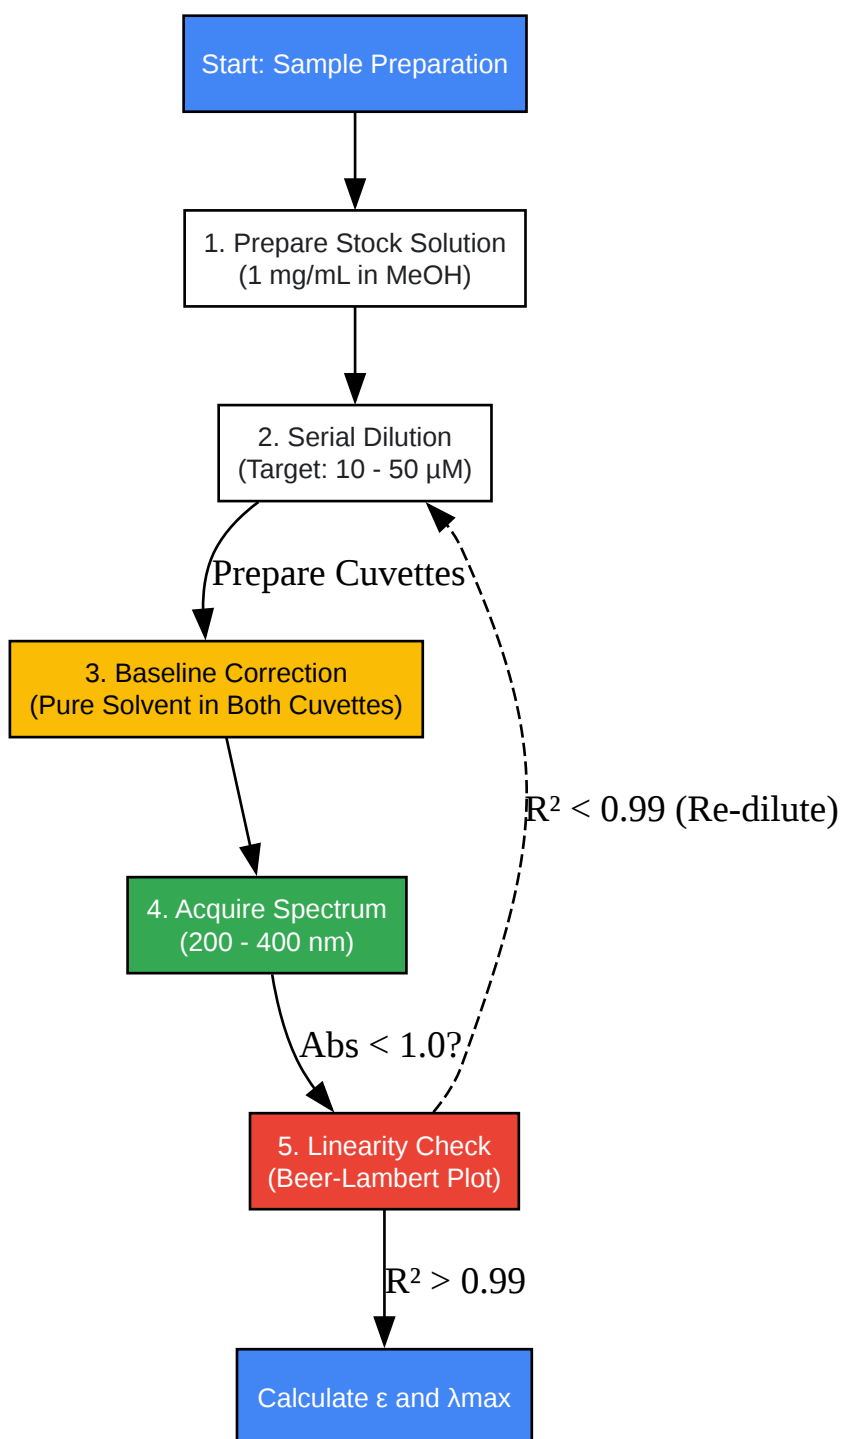 Start: Sample Preparation
1. Prepare Stock Solution
(1 mg/mL in MeOH)
2. Serial Dilution
(Target: 10 - 50 µM)
Prepare Cuvettes
3. Baseline Correction
(Pure Solvent in Both Cuvettes)
R² < 0.99 (Re-dilute)
4. Acquire Spectrum
(200 - 400 nm)
Abs < 1.0?
5. Linearity Check
(Beer-Lambert Plot)
R² > 0.99
Calculate ε and λmax